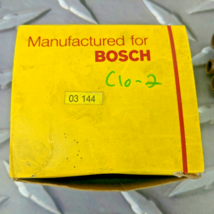 Manufactured for
BOSCH
C10-2
03 144